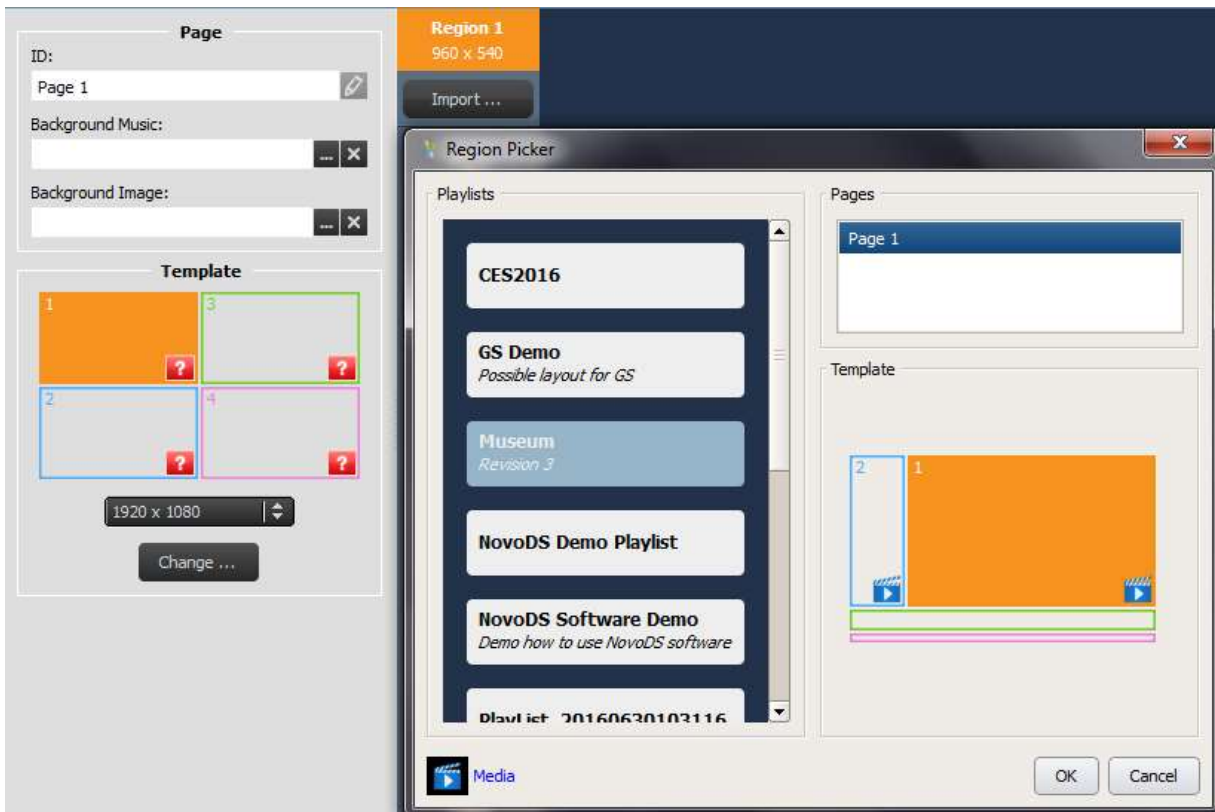 Page
ID:
Page 1
Background Music:
...
Background Image:
...
Template
1
3
?
?
2
4
?
?
1920 x 1080
Change ...
Region 1
960 x 540
Import ...
Region Picker
Playlists
CES2016
GS Demo
Possible layout for GS
Museum
Revision 3
NovoDS Demo Playlist
NovoDS Software Demo
Demo how to use NovoDS software
PlayList_20160630103116
Media
Pages
Page 1
Template
2
1
OK
Cancel